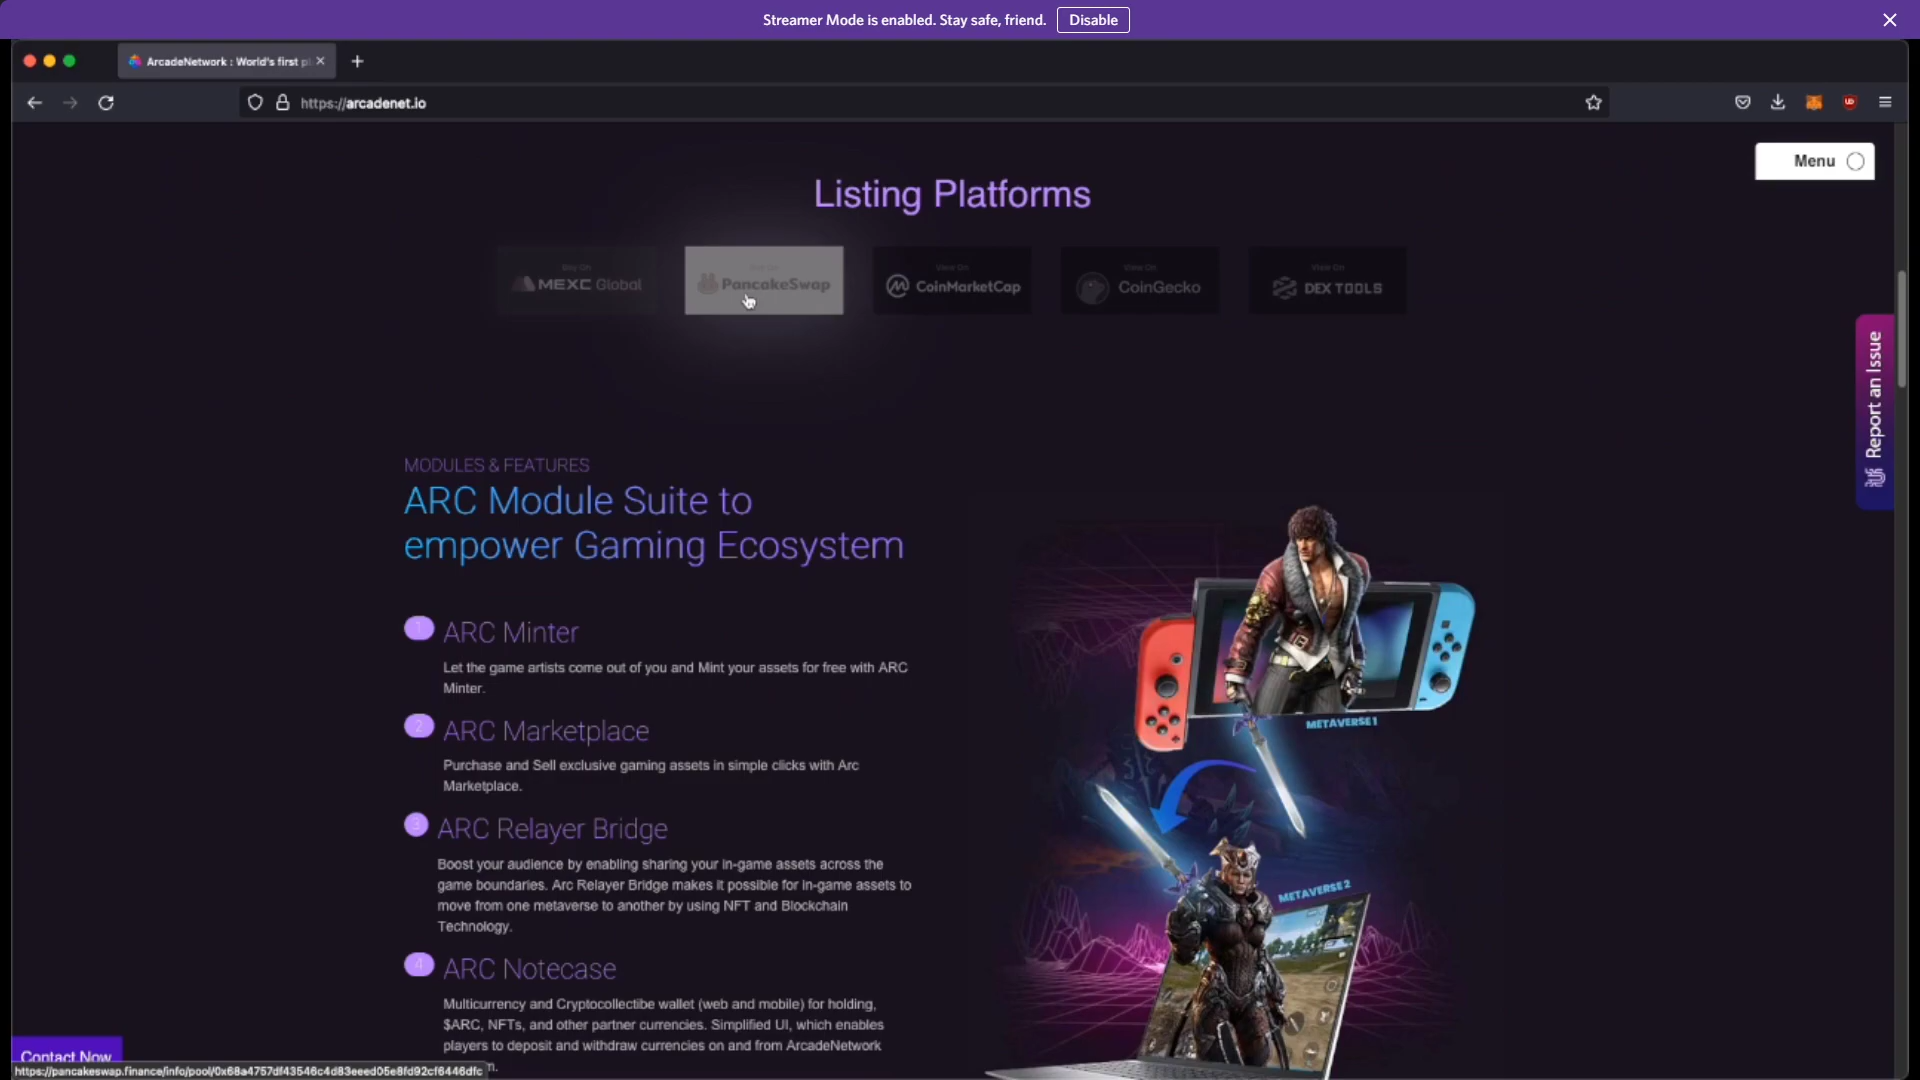 Streamer Mode is enabled. Stay safe, friend. Disable
ArcadeNetwork : World's first pl
https://arcadenet.io
Menu
Listing Platforms
Buy On
MEXC Global
PancakeSwap
View On
CoinMarketCap
View On
CoinGecko
View On
DEXTOOLS
Report an Issue
MODULES & FEATURES
ARC Module Suite to
empower Gaming Ecosystem
1 ARC Minter
Let the game artists come out of you and Mint your assets for free with ARC
Minter.
2 ARC Marketplace
Purchase and Sell exclusive gaming assets in simple clicks with Arc
Marketplace.
3 ARC Relayer Bridge
Boost your audience by enabling sharing your in-game assets across the
game boundaries. Arc Relayer Bridge makes it possible for in-game assets to
move from one metaverse to another by using NFT and Blockchain
Technology.
4 ARC Notecase
Multicurrency and Cryptocollectibe wallet (web and mobile) for holding,
$ARC, NFTs, and other partner currencies. Simplified UI, which enables
players to deposit and withdraw currencies on and from ArcadeNetwork
METAVERSE 1
METAVERSE 2
Contact Now
https://pancakeswap.finance/info/pool/0x68a4757df43546c4d83eeed05e8fd92cf6446dfc